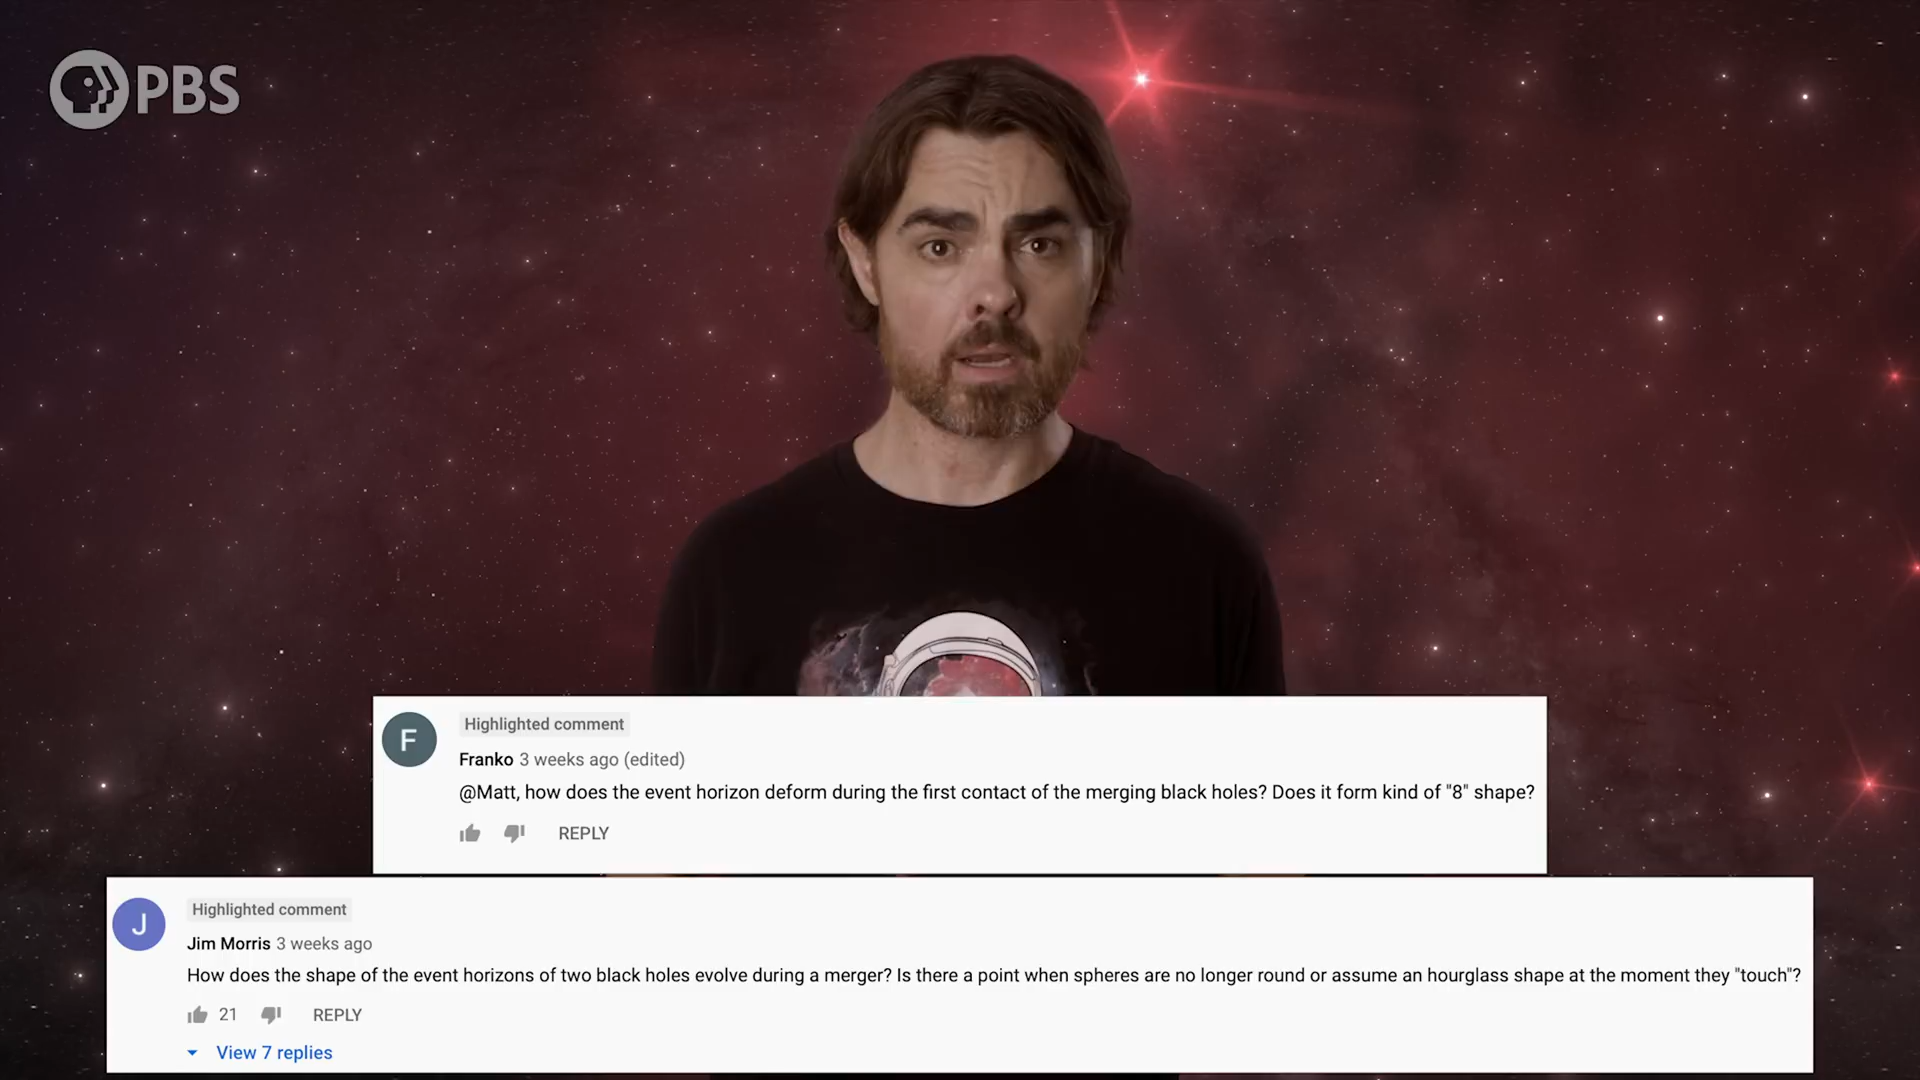 PBS
F
Highlighted comment
Franko 3 weeks ago (edited)
@Matt, how does the event horizon deform during the first contact of the merging black holes? Does it form kind of "8" shape?
REPLY
J
Highlighted comment
Jim Morris 3 weeks ago
How does the shape of the event horizons of two black holes evolve during a merger? Is there a point when spheres are no longer round or assume an hourglass shape at the moment they "touch"?
21 REPLY
View 7 replies